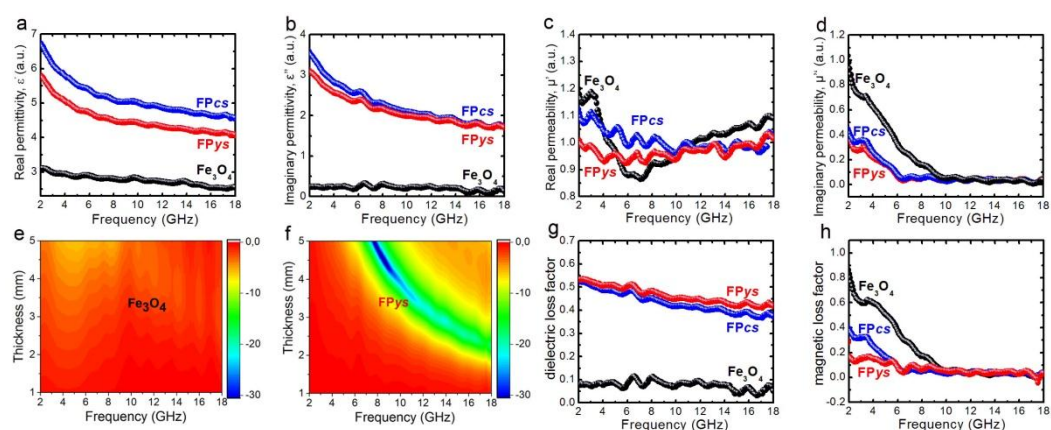 a
Real permittivity, ε' (a.u.)
7
6
5
4
3
FPcs
FPys
Fe3O4
2 4 6 8 10 12 14 16 18
Frequency (GHz)
b
Imaginary permittivity, ε'' (a.u.)
4
3
2
1
0
FPcs
FPys
Fe3O4
2 4 6 8 10 12 14 16 18
Frequency (GHz)
c
Real permeability, μ' (a.u.)
1.4
1.3
1.2
1.1
1.0
0.9
0.8
Fe3O4
FPcs
FPys
2 4 6 8 10 12 14 16 18
Frequency (GHz)
d
Imaginary permeability, μ'' (a.u.)
1.2
1.0
0.8
0.6
0.4
0.2
0.0
Fe3O4
FPcs
FPys
2 4 6 8 10 12 14 16 18
Frequency (GHz)
e
Thickness (mm)
5
4
3
2
1
Fe3O4
2 4 6 8 10 12 14 16 18
Frequency (GHz)
0,0
-10
-20
-30
f
Thickness (mm)
5
4
3
2
1
FPys
2 4 6 8 10 12 14 16 18
Frequency (GHz)
0,0
-10
-20
-30
g
dielectric loss factor
0.7
0.6
0.5
0.4
0.3
0.2
0.1
0.0
FPys
FPcs
Fe3O4
2 4 6 8 10 12 14 16 18
Frequency (GHz)
h
magnetic loss factor
1.2
1.0
0.8
0.6
0.4
0.2
0.0
-0.2
Fe3O4
FPcs
FPys
2 4 6 8 10 12 14 16 18
Frequency (GHz)